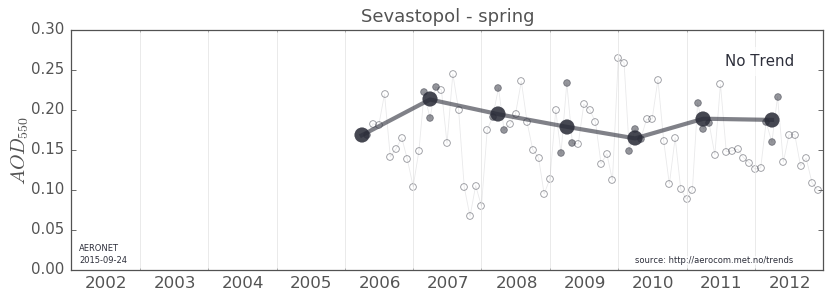 Sevastopol - spring
0.30
0.25
0.20
0.15
0.10
0.05
0.00
AOD550
No Trend
AERONET
2015-09-24
source: http://aerocom.met.no/trends
2002 2003 2004 2005 2006 2007 2008 2009 2010 2011 2012